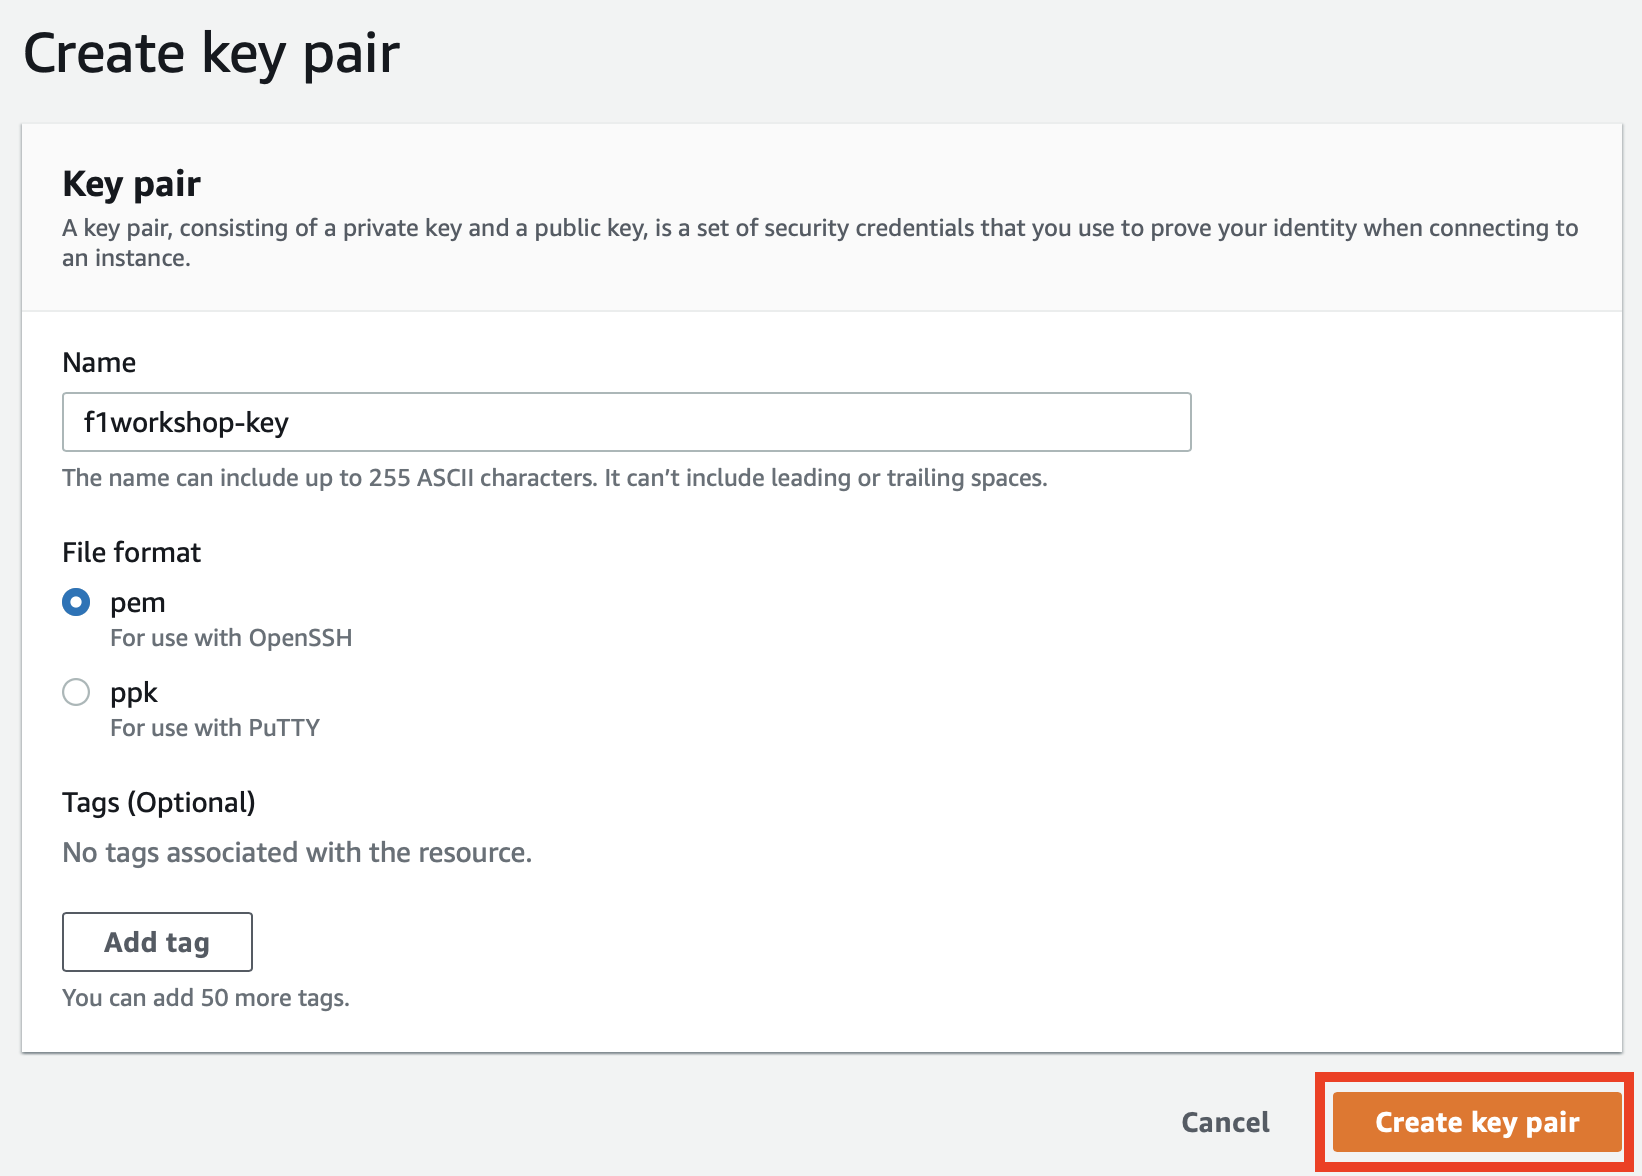 Create key pair
Key pair
A key pair, consisting of a private key and a public key, is a set of security credentials that you use to prove your identity when connecting to
an instance.
Name
f1workshop-key
The name can include up to 255 ASCII characters. It can’t include leading or trailing spaces.
File format
pem
For use with OpenSSH
ppk
For use with PuTTY
Tags (Optional)
No tags associated with the resource.
Add tag
You can add 50 more tags.
Cancel
Create key pair